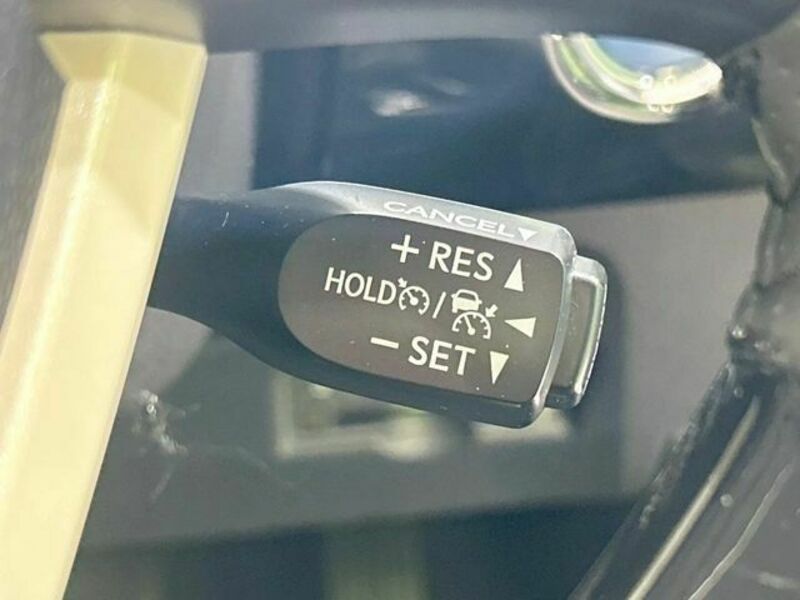 CANCEL▼
+ RES ▲
HOLD / ◀
− SET ▼